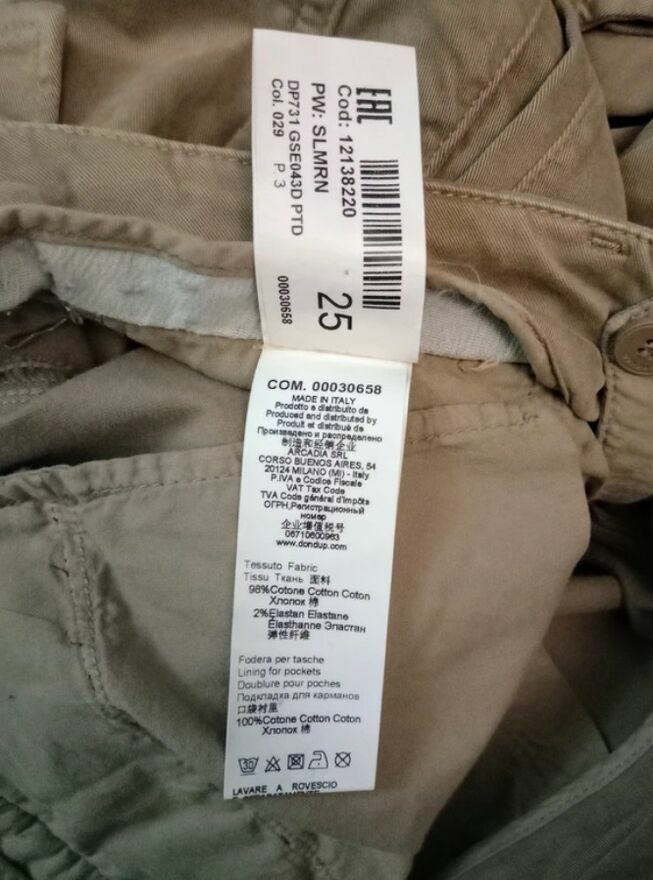 EAC
Cod: 12138220
PW: SLMRN
DP731 GSE043D PTD
Col. 029 P 3
25
00030658
COM. 00030658
MADE IN ITALY
Prodotto e distribuito da
Produced and distributed by
Produit et distribué de
Произведено и распределено
制造和经销企业
ARCADIA SRL
CORSO BUENOS AIRES, 54
20124 MILANO (MI) - Italy
P.IVA e Codice Fiscale
VAT Tax Code
TVA Code général d'impôts
ОГРН,Регистрационный
номер
企业增值税号
06710600963
www.dondup.com
Tessuto Fabric
Tissu Ткань 面料
98%Cotone Cotton Coton
Хлопок 棉
2%Elastan Elastane
Élasthanne Эластан
弹性纤维
Fodera per tasche
Lining for pockets
Doublure pour poches
Подкладка для карманов
口袋衬里
100%Cotone Cotton Coton
Хлопок 棉
30
LAVARE A ROVESCIO